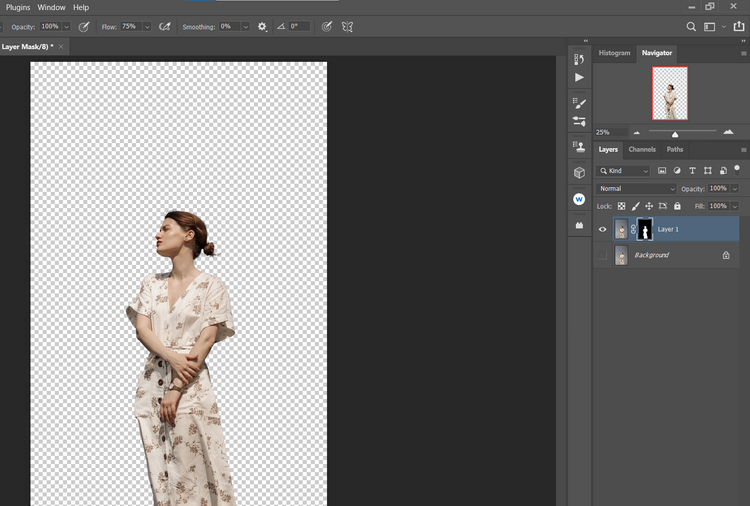 Plugins Window Help
Opacity: 100% Flow: 75% Smoothing: 0% 0°
Layer Mask/8) * ×
Histogram Navigator
25%
Layers Channels Paths
Kind
Normal Opacity: 100%
Lock: Fill: 100%
Layer 1
Background